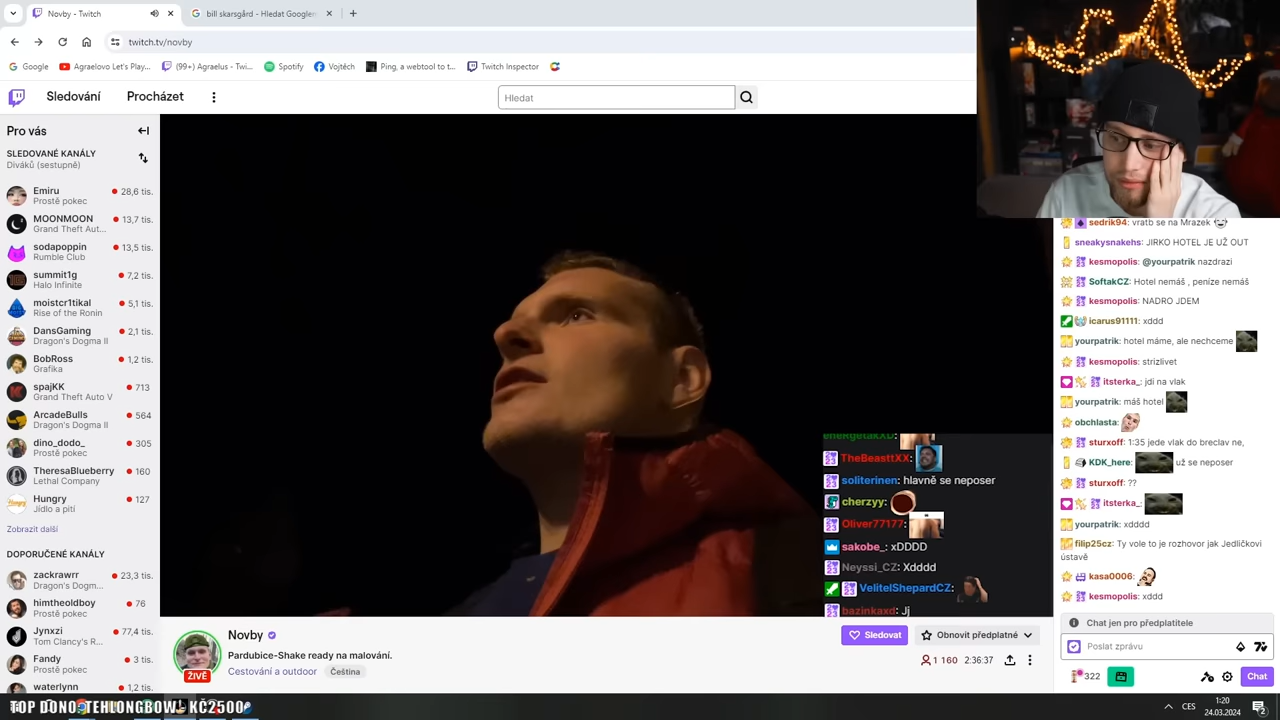 Novby - Twitch
bill skarsgård - Hledat Google
twitch.tv/novby
Google
Agraelovo Let's Play...
(99+) Agraelus - Twi...
Spotify
Vojtěch
Ping, a webtool to t...
Twitch Inspector
Sledování
Procházet
Hledat
Pro vás
SLEDOVANÉ KANÁLY
Diváků (sestupně)
Emiru
28,6 tis.
Prostě pokec
MOONMOON
13,7 tis.
Grand Theft Aut...
sodapoppin
13,5 tis.
Rumble Club
summit1g
7,2 tis.
Halo Infinite
moistcr1tikal
5,1 tis.
Rise of the Ronin
DansGaming
2,1 tis.
Dragon's Dogma II
BobRoss
1,2 tis.
Grafika
spajKK
713
Grand Theft Auto V
ArcadeBulls
564
Dragon's Dogma II
dino_dodo_
305
Prostě pokec
TheresaBlueberry
160
Lethal Company
Hungry
127
Jídlo a pití
Zobrazit další
DOPORUČENÉ KANÁLY
zackrawrr
23,3 tis.
Dragon's Dogm...
himtheoldboy
76
Prostě pokec
Jynxzi
77,4 tis.
Tom Clancy's R...
Fandy
3 tis.
Prostě pokec
waterlynn
1,2 tis.
TheBeasttXX:
soliterinen: hlavně se neposer
cherzyy:
Oliver77177:
sakobe_: xDDDD
Neyssi_CZ: Xdddd
VelitelShepardCZ:
bazinkaxd: Jj
Novby
Pardubice-Shake ready na malování.
Cestování a outdoor
Čeština
ŽIVĚ
Sledovat
Obnovit předplatné
1 160
2:36:37
sedrik94: vratb se na Mrazek
sneakysnakehs: JIRKO HOTEL JE UŽ OUT
kesmopolis: @yourpatrik nazdrazi
SoftakCZ: Hotel nemáš , peníze nemáš
kesmopolis: NADRO JDEM
icarus91111: xddd
yourpatrik: hotel máme, ale nechceme
kesmopolis: strizlivet
itsterka_: jdi na vlak
yourpatrik: máš hotel
obchlasta:
sturxoff: 1:35 jede vlak do breclav ne,
KDK_here: už se neposer
sturxoff: ??
itsterka_:
yourpatrik: xdddd
filip25cz: Ty vole to je rozhovor jak Jedličkovi
ústavě
kasa0006:
kesmopolis: xddd
Chat jen pro předplatitele
Poslat zprávu
322
Chat
CES
1:20
24.03.2024
2